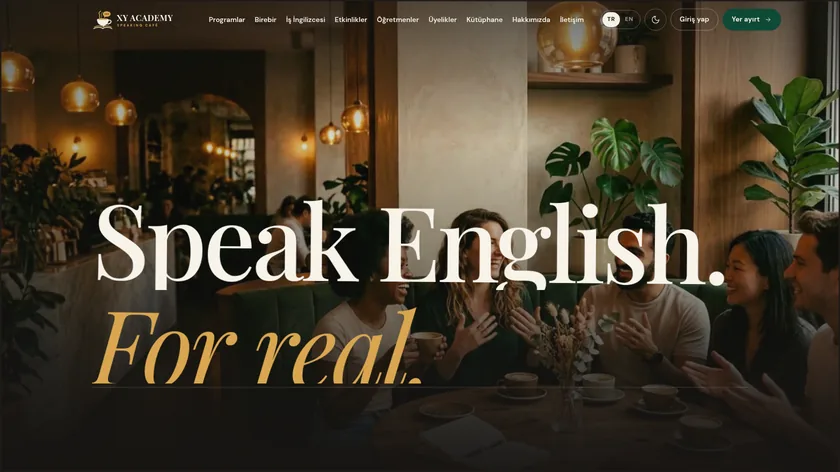 XY ACADEMY
SPEAKING CAFÉ
Programlar Birebir İş İngilizcesi Etkinlikler Öğretmenler Üyelikler Kütüphane Hakkımızda İletişim TR EN Giriş yap Yer ayırt →
Speak English.
For real.